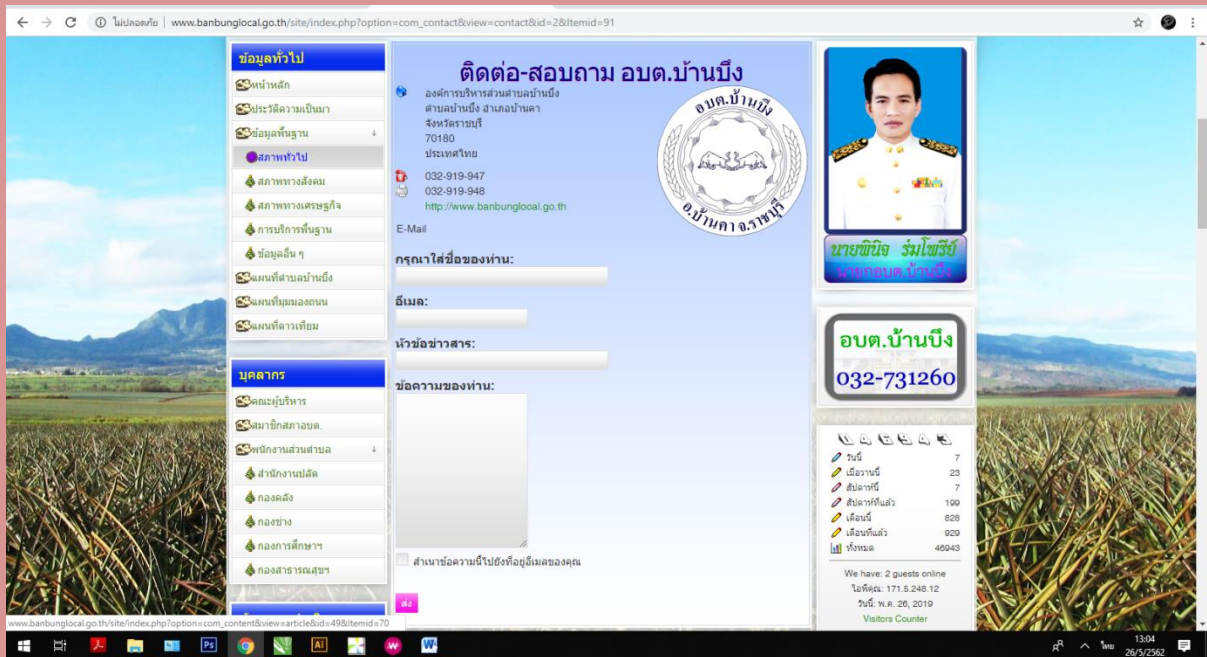 ไม่ปลอดภัย | www.banbunglocal.go.th/site/index.php?option=com_contact&view=contact&id=2&Itemid=91
ข้อมูลทั่วไป
หน้าหลัก
ประวัติความเป็นมา
ข้อมูลพื้นฐาน
สภาพทั่วไป
สภาพทางสังคม
สภาพทางเศรษฐกิจ
การบริการพื้นฐาน
ข้อมูลอื่น ๆ
แผนที่ตำบลบ้านบึง
แผนที่มุมมองถนน
แผนที่ดาวเทียม
บุคลากร
คณะผู้บริหาร
สมาชิกสภาอบต.
พนักงานส่วนตำบล
สำนักงานปลัด
กองคลัง
กองช่าง
กองการศึกษาฯ
กองสาธารณสุขฯ
ติดต่อ-สอบถาม อบต.บ้านบึง
องค์การบริหารส่วนตำบลบ้านบึง
ตำบลบ้านบึง อำเภอบ้านคา
จังหวัดราชบุรี
70180
ประเทศไทย
032-919-947
032-919-948
http://www.banbunglocal.go.th
E-Mail
อบต.บ้านบึง
อ.บ้านคา จ.ราชบุรี
กรุณาใส่ชื่อของท่าน:
อีเมล:
หัวข้อข่าวสาร:
ข้อความของท่าน:
สำเนาข้อความนี้ไปยังที่อยู่อีเมลของคุณ
ส่ง
นายพินิจ ร่มโพธิ์รีย์
นายกอบต.บ้านบึง
อบต.บ้านบึง
032-731260
วันนี้ 7
เมื่อวานนี้ 23
สัปดาห์นี้ 7
สัปดาห์ที่แล้ว 199
เดือนนี้ 828
เดือนที่แล้ว 929
ทั้งหมด 46943
We have: 2 guests online
ไอพีคุณ: 171.5.248.12
วันนี้: พ.ค. 26, 2019
Visitors Counter
www.banbunglocal.go.th/site/index.php?option=com_content&view=article&id=49&Itemid=70
ไทย
13:04
26/5/2562